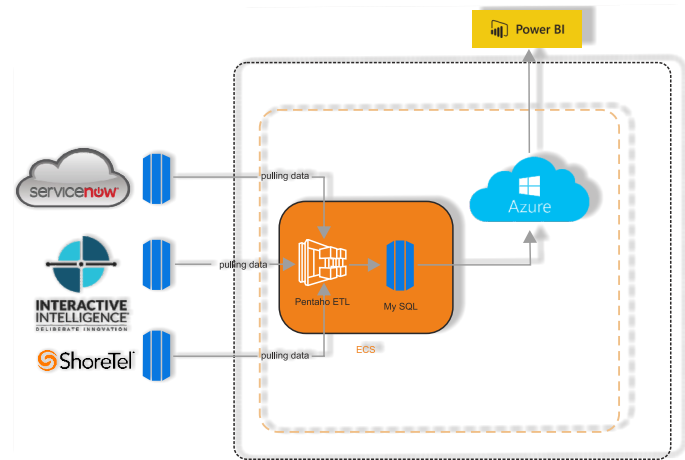 Power BI
servicenow
pulling data
Azure
pulling data
INTERACTIVE
INTELLIGENCE
DELIBERATE INNOVATION
Pentaho ETL
My SQL
ShoreTel
pulling data
ECS